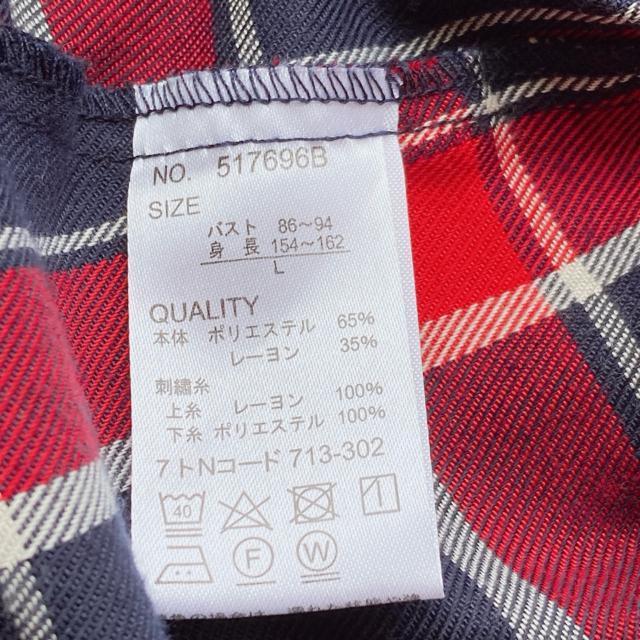 NO. 517696B
SIZE
バスト 86～94
身 長 154～162
L
QUALITY
本体 ポリエステル 65%
レーヨン 35%
刺繍糸
上糸 レーヨン 100%
下糸 ポリエステル 100%
7トNコード 713-302
40
F
W